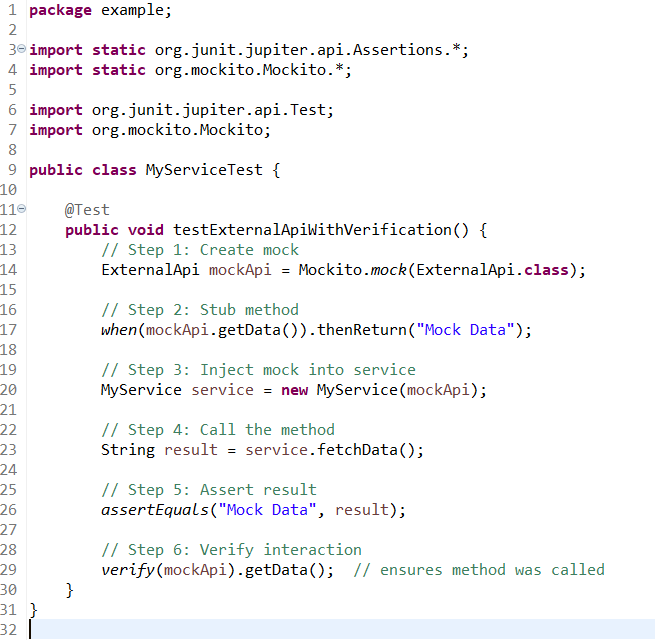 1 package example;
2
3 import static org.junit.jupiter.api.Assertions.*;
4 import static org.mockito.Mockito.*;
5
6 import org.junit.jupiter.api.Test;
7 import org.mockito.Mockito;
8
9 public class MyServiceTest {
10
11     @Test
12     public void testExternalApiWithVerification() {
13         // Step 1: Create mock
14         ExternalApi mockApi = Mockito.mock(ExternalApi.class);
15
16         // Step 2: Stub method
17         when(mockApi.getData()).thenReturn("Mock Data");
18
19         // Step 3: Inject mock into service
20         MyService service = new MyService(mockApi);
21
22         // Step 4: Call the method
23         String result = service.fetchData();
24
25         // Step 5: Assert result
26         assertEquals("Mock Data", result);
27
28         // Step 6: Verify interaction
29         verify(mockApi).getData();  // ensures method was called
30     }
31 }
32